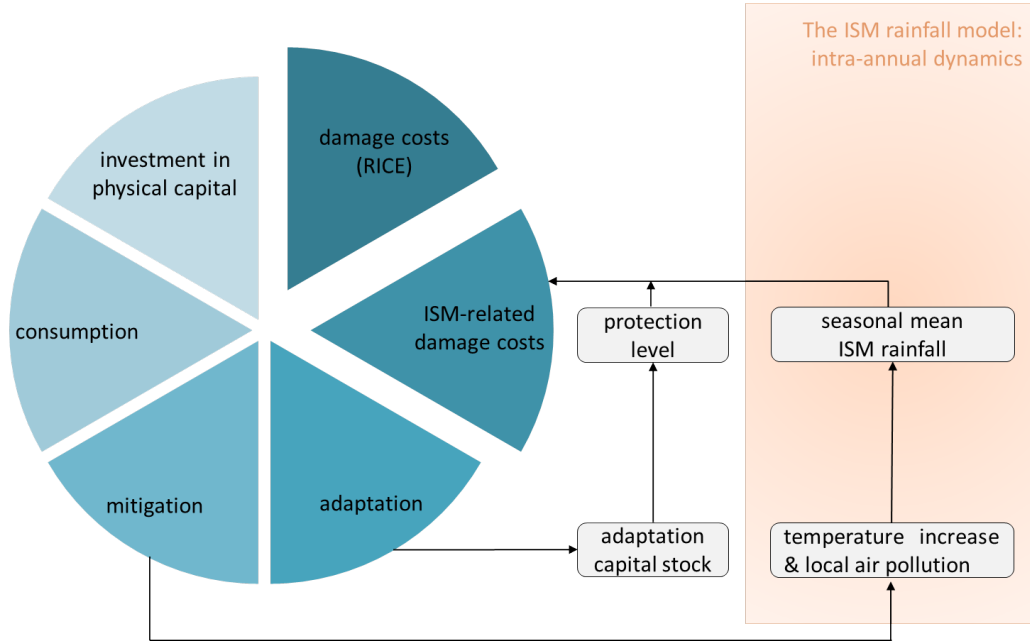 The ISM rainfall model:
intra-annual dynamics
damage costs
(RICE)
investment in
physical capital
ISM-related
damage costs
consumption
protection
level
seasonal mean
ISM rainfall
mitigation
adaptation
adaptation
capital stock
temperature increase
& local air pollution